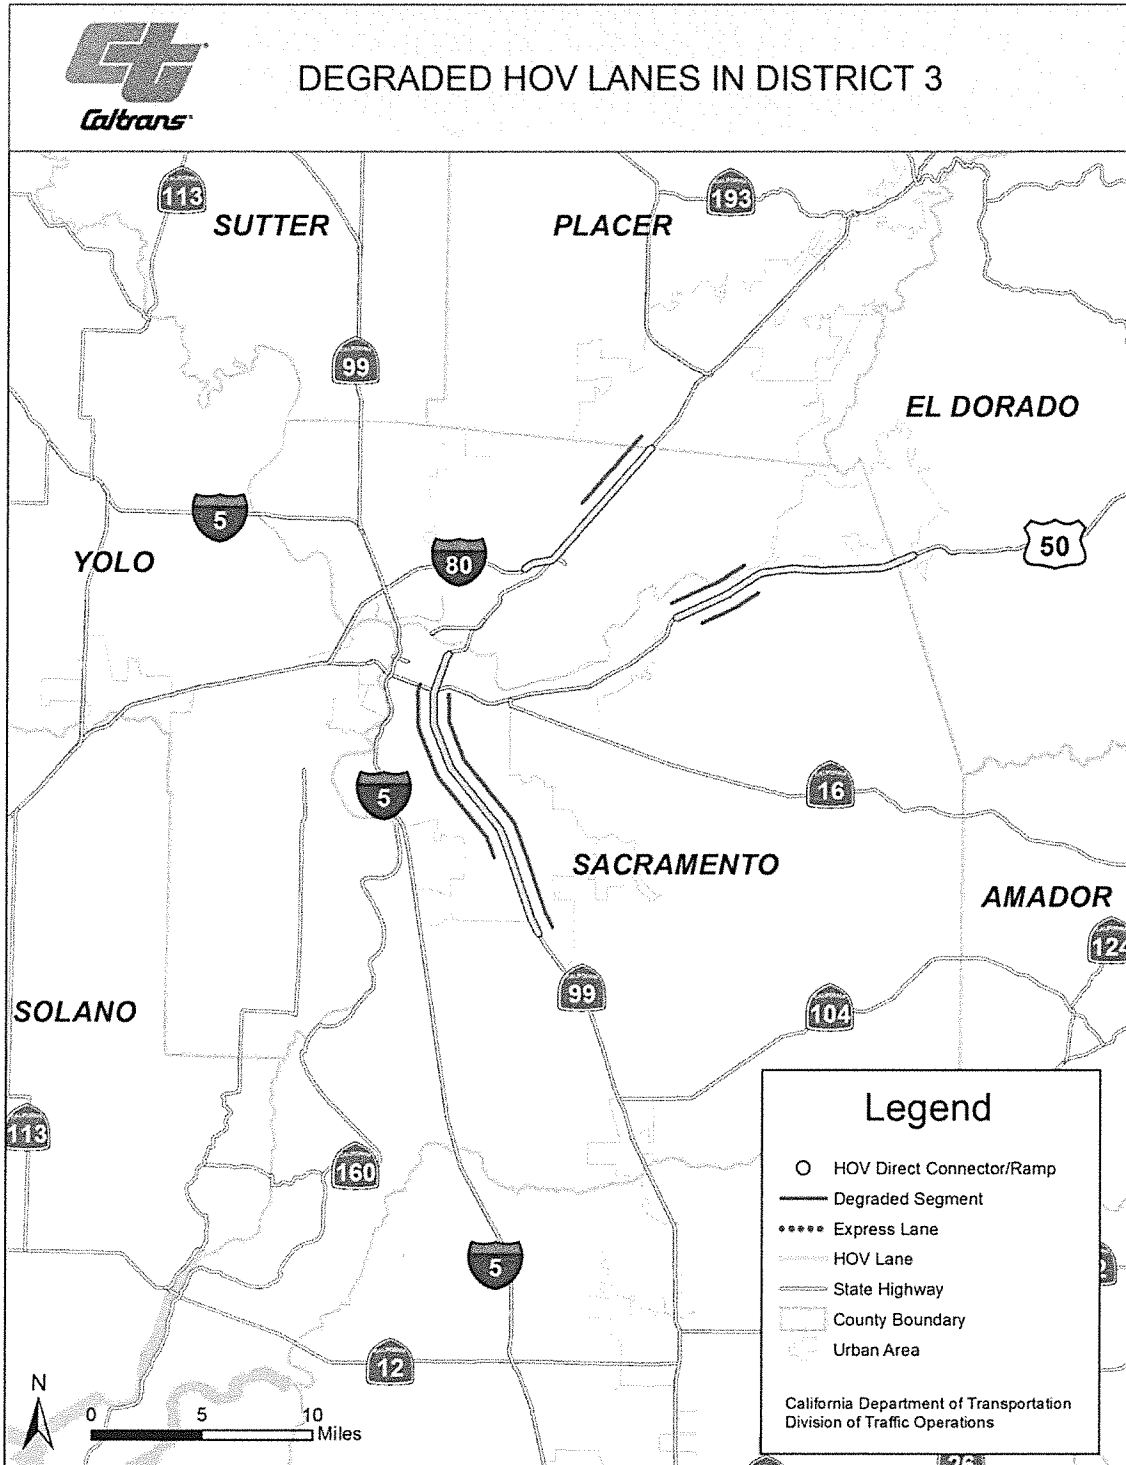 Caltrans
DEGRADED HOV LANES IN DISTRICT 3
113
SUTTER
PLACER
193
99
EL DORADO
5
YOLO
80
50
5
16
SACRAMENTO
AMADOR
124
99
104
SOLANO
113
160
5
12
N
0 5 10
Miles
Legend
HOV Direct Connector/Ramp
Degraded Segment
Express Lane
HOV Lane
State Highway
County Boundary
Urban Area
California Department of Transportation
Division of Traffic Operations
26